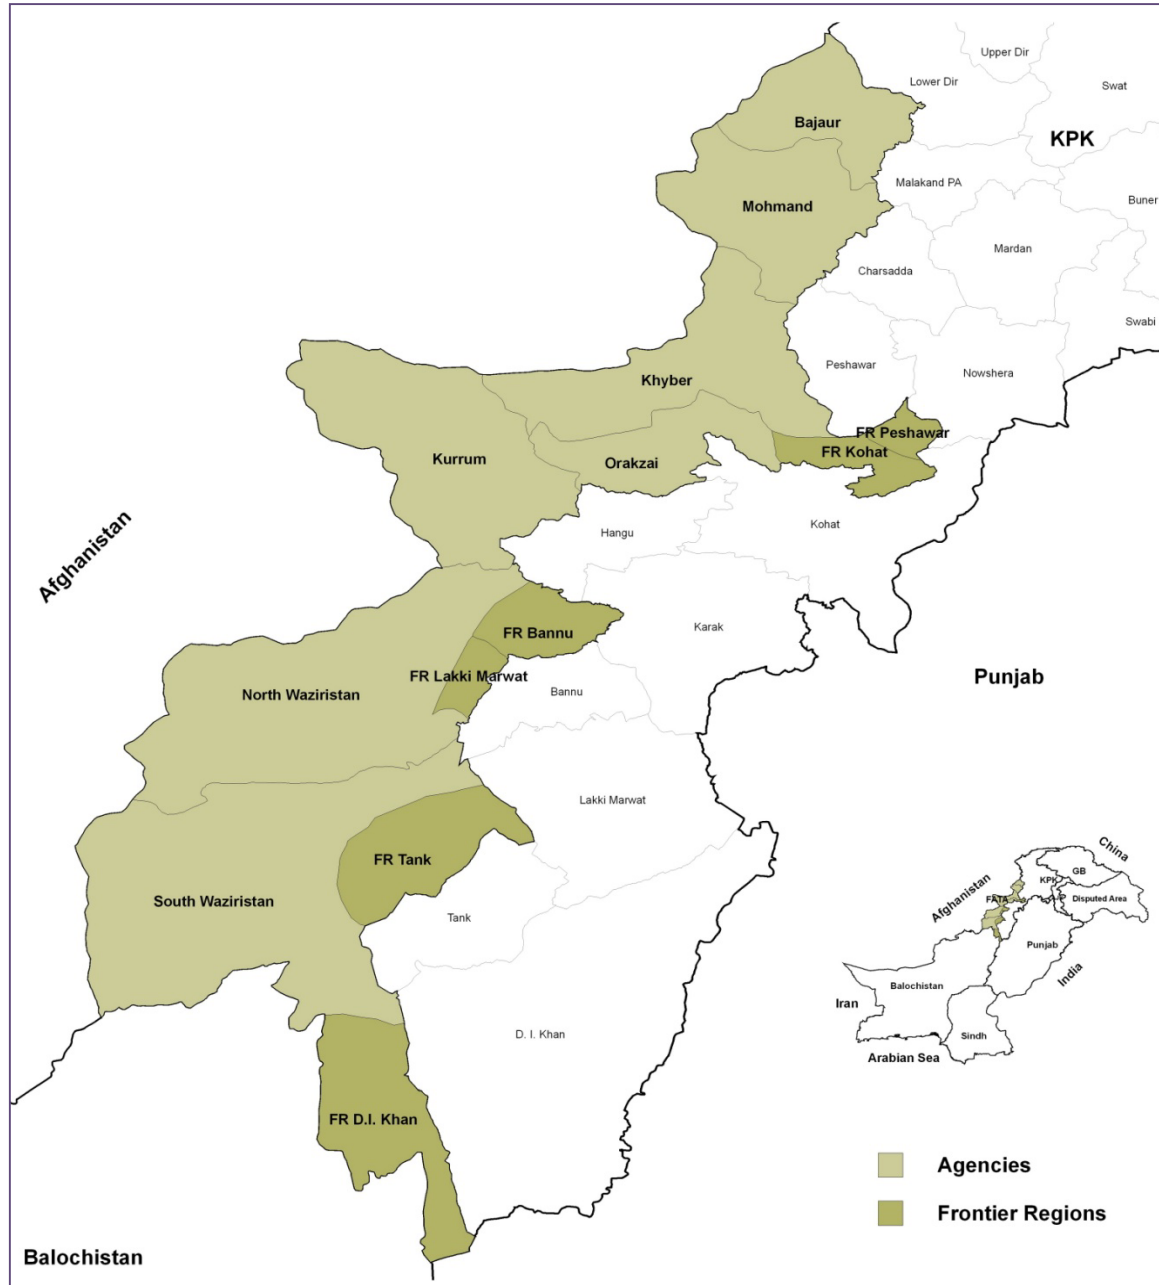 Upper Dir
Lower Dir
Swat
Bajaur
KPK
Malakand PA
Buner
Mohmand
Mardan
Charsadda
Swabi
Peshawar
Nowshera
Khyber
FR Peshawar
FR Kohat
Kurrum
Orakzai
Kohat
Hangu
Afghanistan
FR Bannu
Karak
FR Lakki Marwat
Punjab
North Waziristan
Bannu
Lakki Marwat
FR Tank
South Waziristan
Tank
D. I. Khan
FR D.I. Khan
Balochistan
China
GB
KPK
Afghanistan
FATA
Disputed Area
Punjab
India
Balochistan
Iran
Sindh
Arabian Sea
Agencies
Frontier Regions